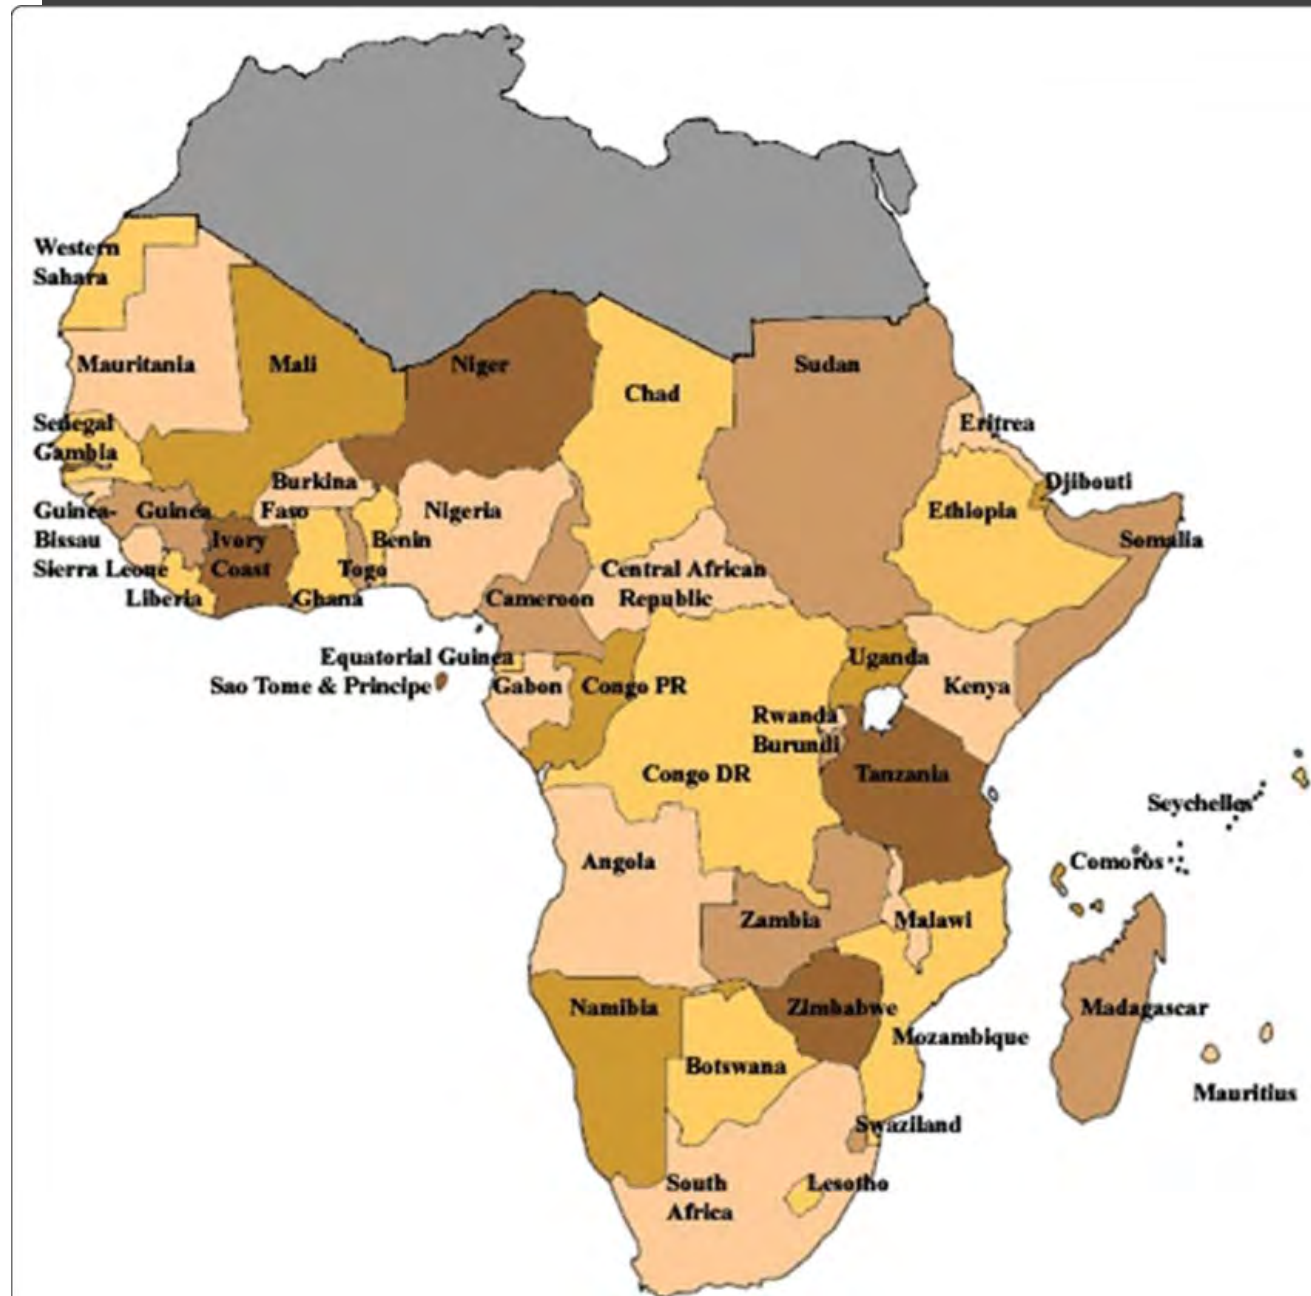 Western
Sahara
Mauritania
Mali
Niger
Chad
Sudan
Eritrea
Senegal
Gambia
Burkina
Faso
Djibouti
Guinea-
Bissau
Guinea
Nigeria
Ethiopia
Ivory
Coast
Benin
Somalia
Sierra Leone
Togo
Central African
Republic
Liberia
Ghana
Cameroon
Equatorial Guinea
Uganda
Sao Tome & Principe
Gabon
Congo PR
Kenya
Rwanda
Burundi
Congo DR
Tanzania
Seychelles
Angola
Comoros
Zambia
Malawi
Namibia
Zimbabwe
Madagascar
Mozambique
Botswana
Mauritius
Swaziland
South
Africa
Lesotho